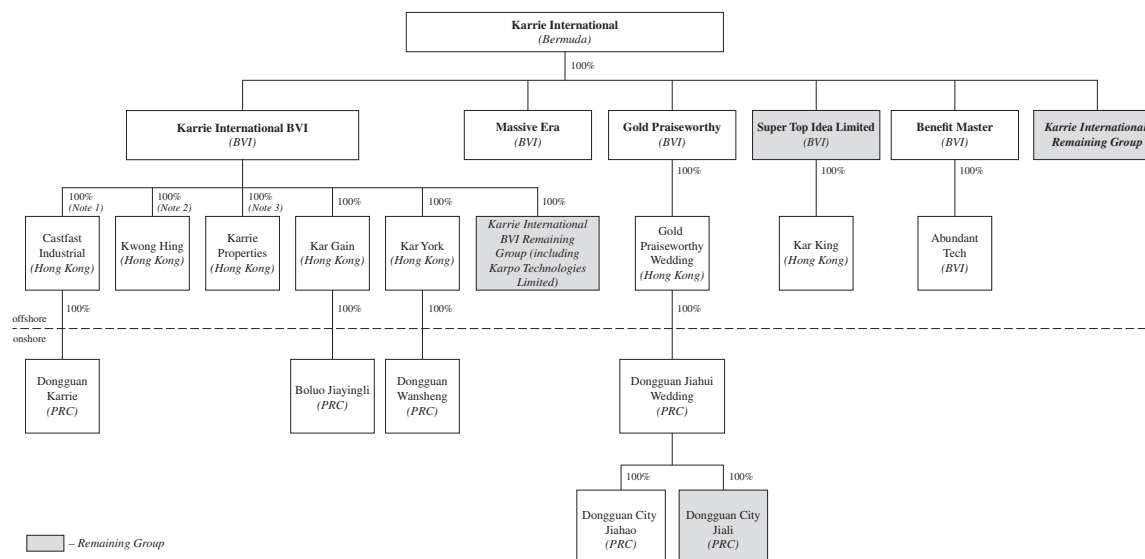 Karrie International
(Bermuda)
100%
Karrie International BVI
(BVI)
Massive Era
(BVI)
Gold Praiseworthy
(BVI)
Super Top Idea Limited
(BVI)
Benefit Master
(BVI)
Karrie International
Remaining Group
100%
(Note 1)
100%
(Note 2)
100%
(Note 3)
100%
100%
100%
100%
100%
100%
Castfast
Industrial
(Hong Kong)
Kwong Hing
(Hong Kong)
Karrie
Properties
(Hong Kong)
Kar Gain
(Hong Kong)
Kar York
(Hong Kong)
Karrie International
BVI Remaining
Group (including
Karpo Technologies
Limited)
Gold
Praiseworthy
Wedding
(Hong Kong)
Kar King
(Hong Kong)
Abundant
Tech
(BVI)
100%
100%
100%
100%
offshore
onshore
Dongguan
Karrie
(PRC)
Boluo Jiayingli
(PRC)
Dongguan
Wansheng
(PRC)
Dongguan Jiahui
Wedding
(PRC)
100%
100%
Dongguan City
Jiahao
(PRC)
Dongguan City
Jiali
(PRC)
– Remaining Group